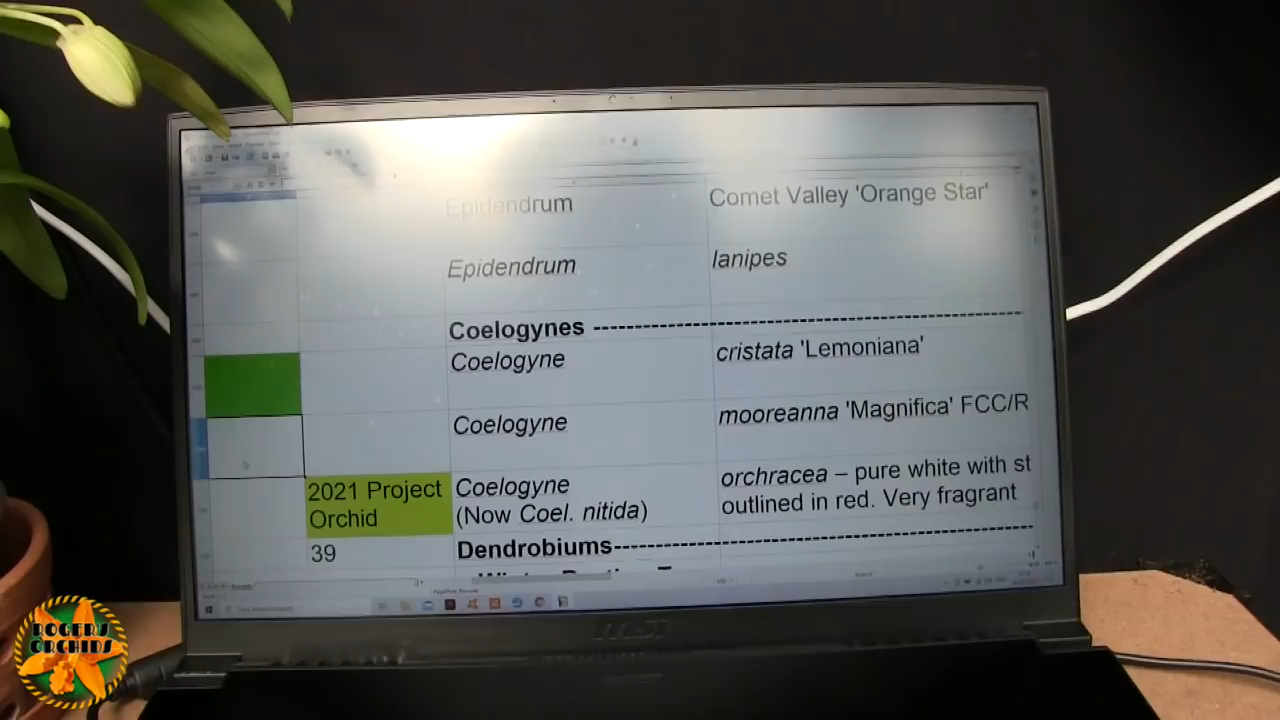 Epidendrum Comet Valley 'Orange Star'
Epidendrum lanipes
Coelogynes --------------------------------------------------
Coelogyne cristata 'Lemoniana'
Coelogyne mooreanna 'Magnifica' FCC/R
2021 Project Coelogyne orchracea – pure white with st
Orchid (Now Coel. nitida) outlined in red. Very fragrant
39 Dendrobiums--------------------------------------------------
msi
ROGER'S
ORCHIDS